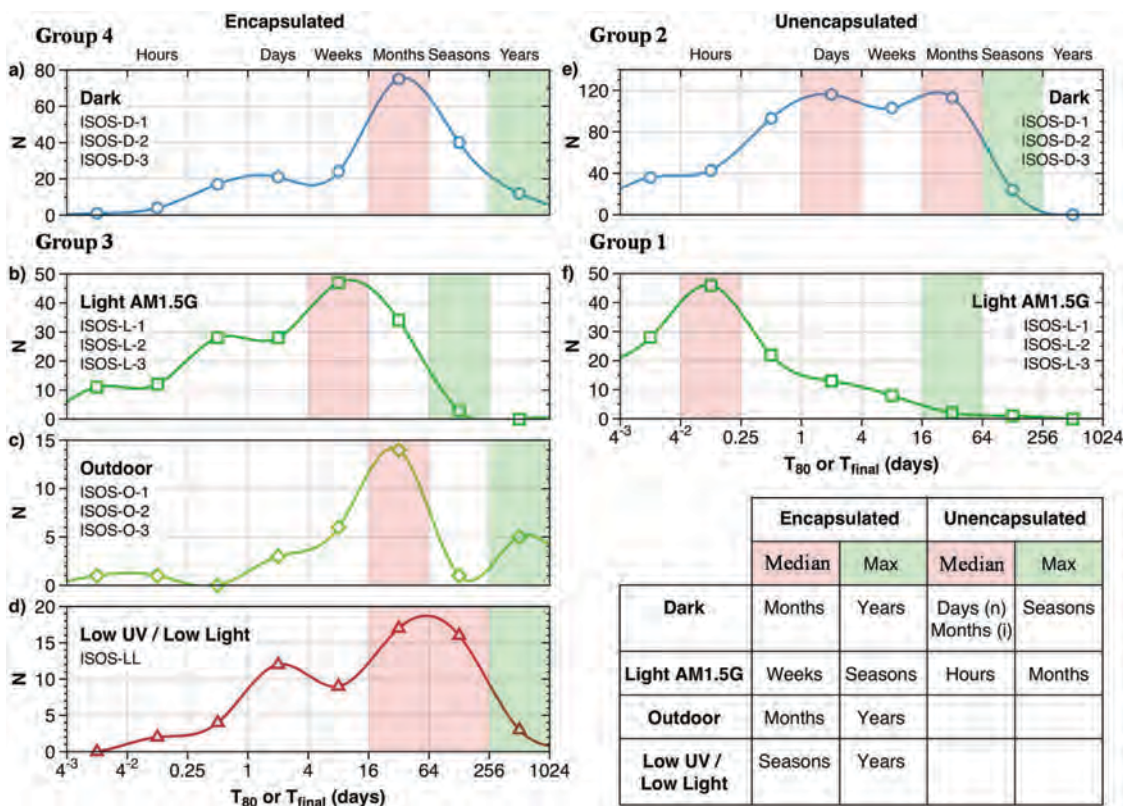 Encapsulated
Group 4
Hours Days Weeks Months Seasons Years
a)
80
60
40
20
0
N
Dark
ISOS-D-1
ISOS-D-2
ISOS-D-3
Group 3
b)
50
40
30
20
10
0
N
Light AM1.5G
ISOS-L-1
ISOS-L-2
ISOS-L-3
c)
15
10
5
0
N
Outdoor
ISOS-O-1
ISOS-O-2
ISOS-O-3
d)
20
15
10
5
0
N
Low UV / Low Light
ISOS-LL
4-3 4-2 0.25 1 4 16 64 256 1024
T80 or Tfinal (days)
Unencapsulated
Group 2
Hours Days Weeks Months Seasons Years
e)
120
80
40
0
N
Dark
ISOS-D-1
ISOS-D-2
ISOS-D-3
Group 1
f)
50
40
30
20
10
0
N
Light AM1.5G
ISOS-L-1
ISOS-L-2
ISOS-L-3
4-3 4-2 0.25 1 4 16 64 256 1024
T80 or Tfinal (days)
Encapsulated Unencapsulated
Median Max Median Max
Dark Months Years Days (n) Seasons
Months (i)
Light AM1.5G Weeks Seasons Hours Months
Outdoor Months Years
Low UV / Seasons Years
Low Light